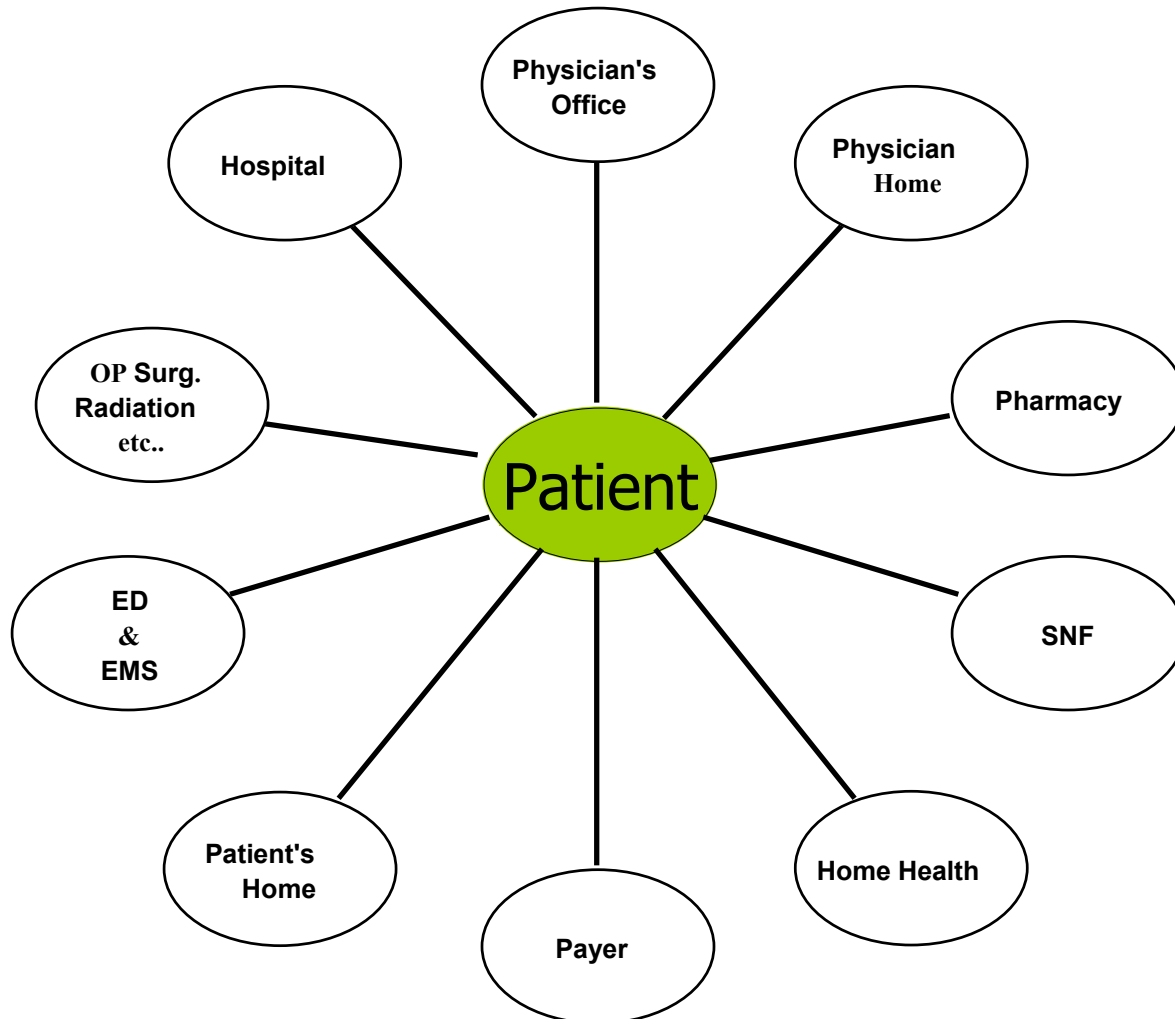 Physician's
Office
Hospital
Physician
Home
OP Surg.
Radiation
etc..
Pharmacy
Patient
ED
&
EMS
SNF
Patient's
Home
Home Health
Payer